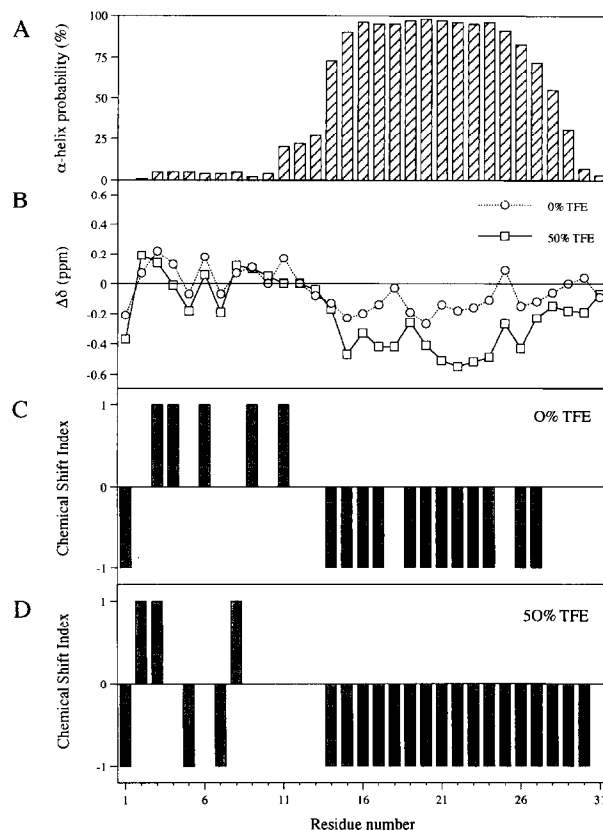 A
α-helix probability (%)
100
75
50
25
0
B
Δδ (ppm)
0.6
0.4
0.2
0
-0.2
-0.4
-0.6
0% TFE
50% TFE
C
Chemical Shift Index
1
0
-1
O% TFE
D
Chemical Shift Index
1
0
-1
5O% TFE
1 6 11 16 21 26 31
Residue number